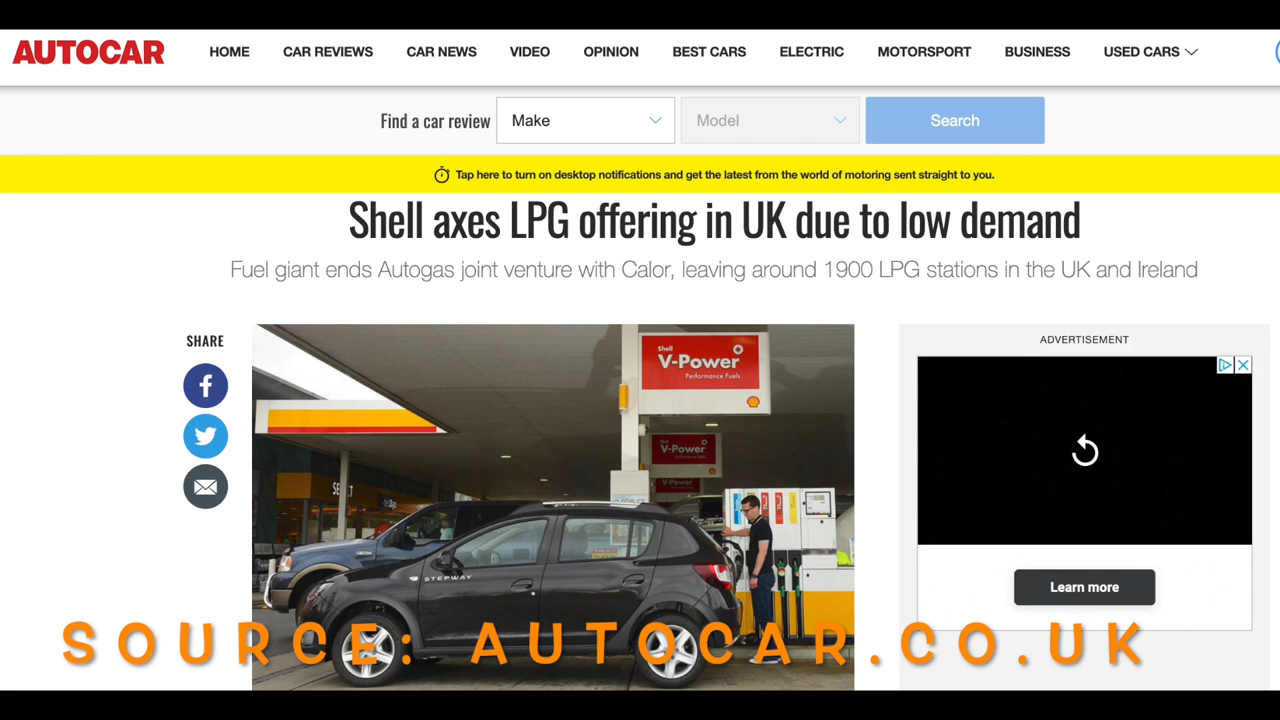 AUTOCAR
HOME CAR REVIEWS CAR NEWS VIDEO OPINION BEST CARS ELECTRIC MOTORSPORT BUSINESS USED CARS
Find a car review Make Model Search
Tap here to turn on desktop notifications and get the latest from the world of motoring sent straight to you.
Shell axes LPG offering in UK due to low demand
Fuel giant ends Autogas joint venture with Calor, leaving around 1900 LPG stations in the UK and Ireland
SHARE
ADVERTISEMENT
Shell
V-Power
Performance Fuels
V-Power
V-Power
STEPWAY
Learn more
SOURCE: AUTOCAR.CO.UK